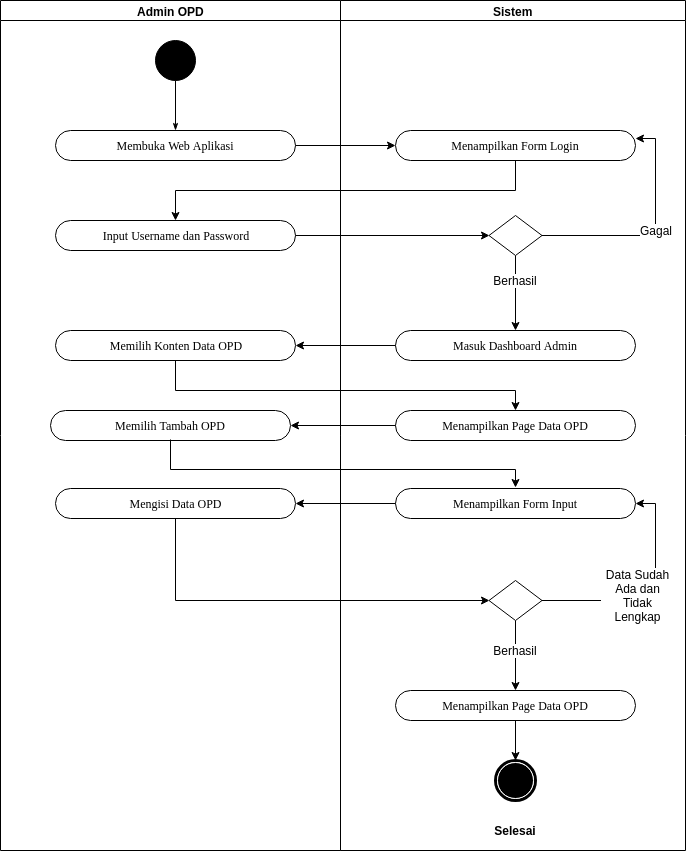 Admin OPD
Sistem
Membuka Web Aplikasi
Menampilkan Form Login
Input Username dan Password
Gagal
Berhasil
Memilih Konten Data OPD
Masuk Dashboard Admin
Memilih Tambah OPD
Menampilkan Page Data OPD
Mengisi Data OPD
Menampilkan Form Input
Data Sudah
Ada dan
Tidak
Lengkap
Berhasil
Menampilkan Page Data OPD
Selesai